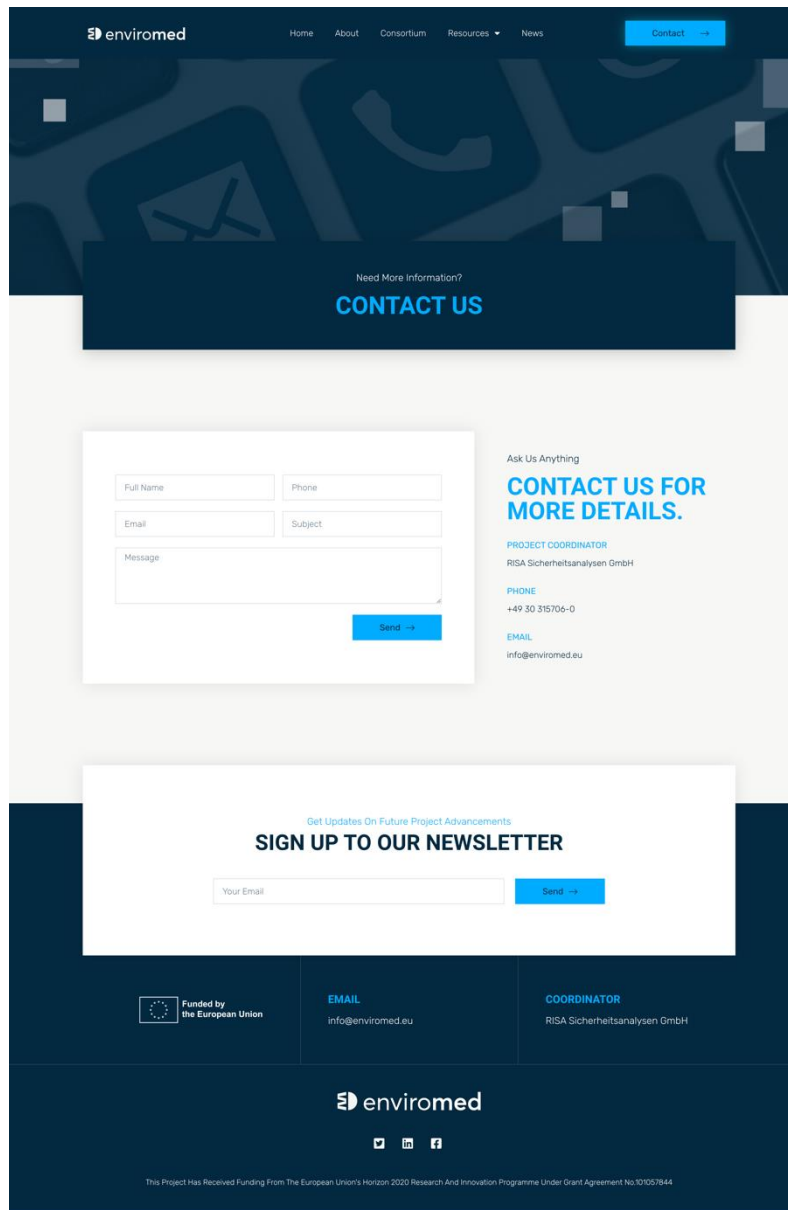 enviromed
Home About Consortium Resources News
Contact →
Need More Information?
CONTACT US
Full Name Phone
Email Subject
Message
Send →
Ask Us Anything
CONTACT US FOR
MORE DETAILS.
PROJECT COORDINATOR
RISA Sicherheitsanalysen GmbH
PHONE
+49 30 315706-0
EMAIL
info@enviromed.eu
Get Updates On Future Project Advancements
SIGN UP TO OUR NEWSLETTER
Your Email Send →
Funded by
the European Union
EMAIL
info@enviromed.eu
COORDINATOR
RISA Sicherheitsanalysen GmbH
enviromed
This Project Has Received Funding From The European Union's Horizon 2020 Research And Innovation Programme Under Grant Agreement No.101057844